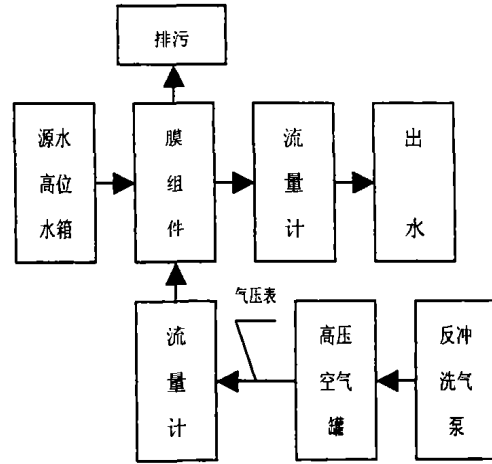 排污
源水
高位
水箱
膜
组
件
流
量
计
出
水
气压表
流
量
计
高压
空气
罐
反冲
洗气
泵